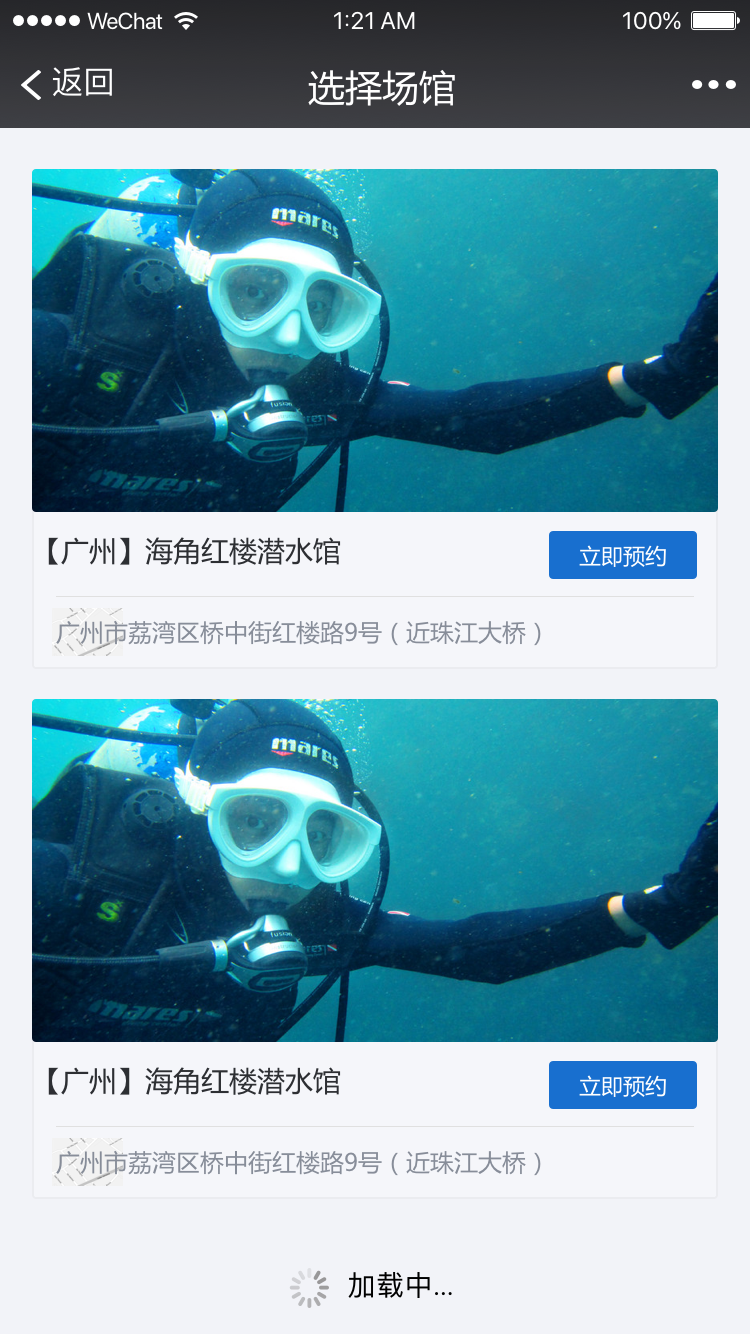 ●●●●● WeChat 1:21 AM 100%
返回 选择场馆
mares
S
fusion
mares
【广州】海角红楼潜水馆 立即预约
广州市荔湾区桥中街红楼路9号（近珠江大桥）
mares
S
fusion
mares
【广州】海角红楼潜水馆 立即预约
广州市荔湾区桥中街红楼路9号（近珠江大桥）
加载中...